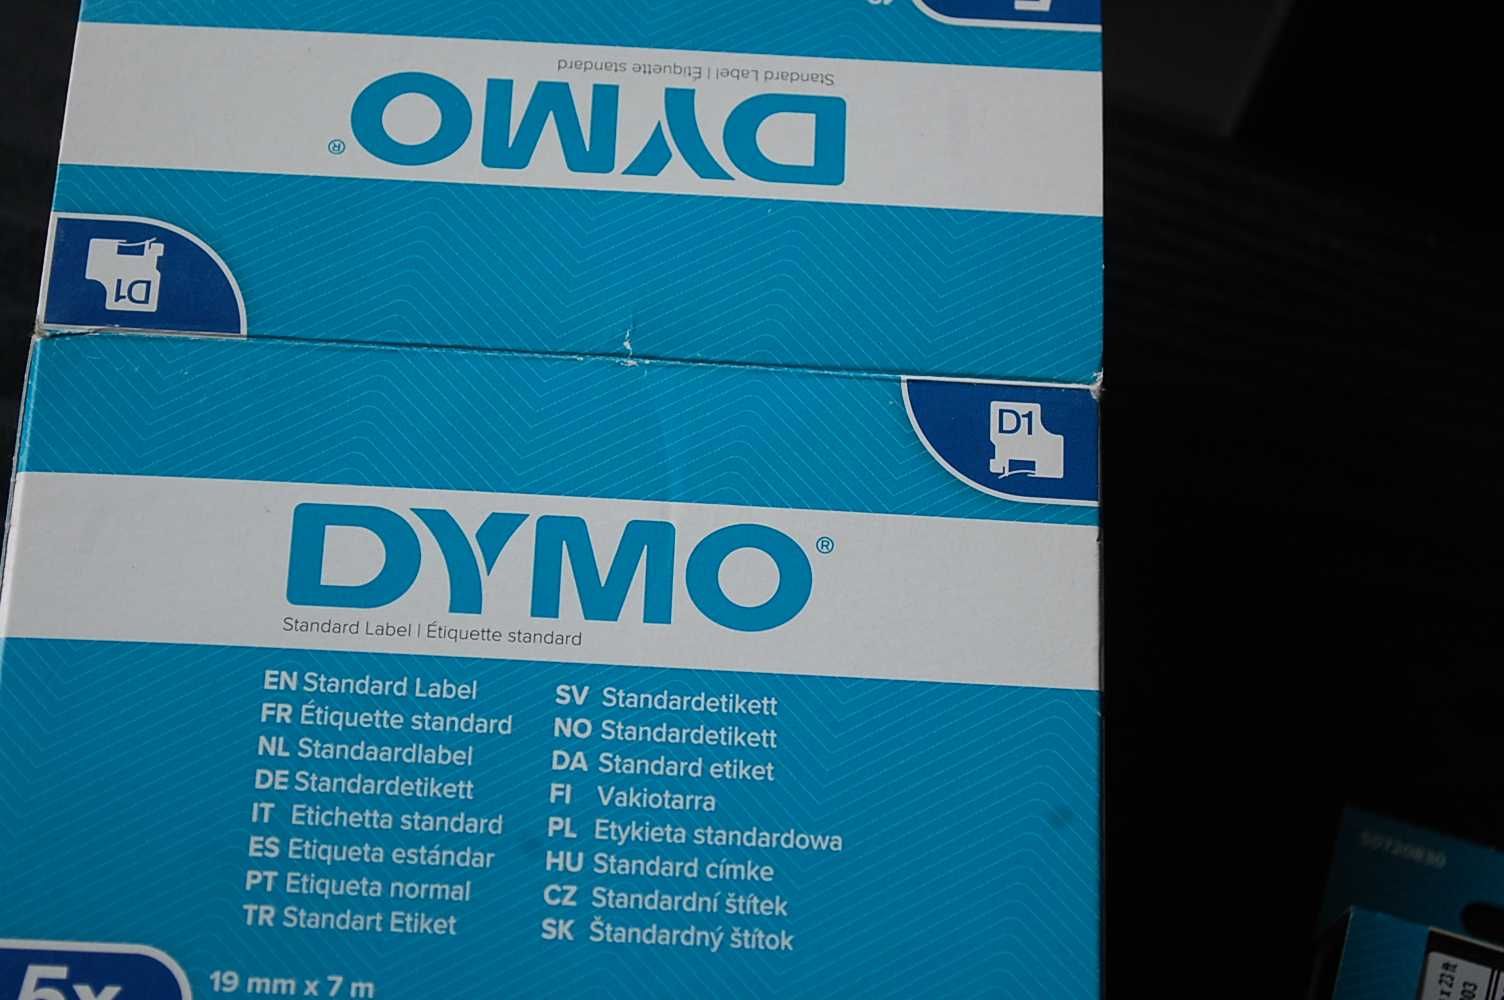 Standard Label | Étiquette standard
DYMO®
D1
D1
DYMO®
Standard Label | Étiquette standard
EN Standard Label
FR Étiquette standard
NL Standaardlabel
DE Standardetikett
IT Etichetta standard
ES Etiqueta estándar
PT Etiqueta normal
TR Standart Etiket
SV Standardetikett
NO Standardetikett
DA Standard etiket
FI Vakiotarra
PL Etykieta standardowa
HU Standard címke
CZ Standardní štítek
SK Štandardný štítok
5x
19 mm x 7 m
x 23 ft
03